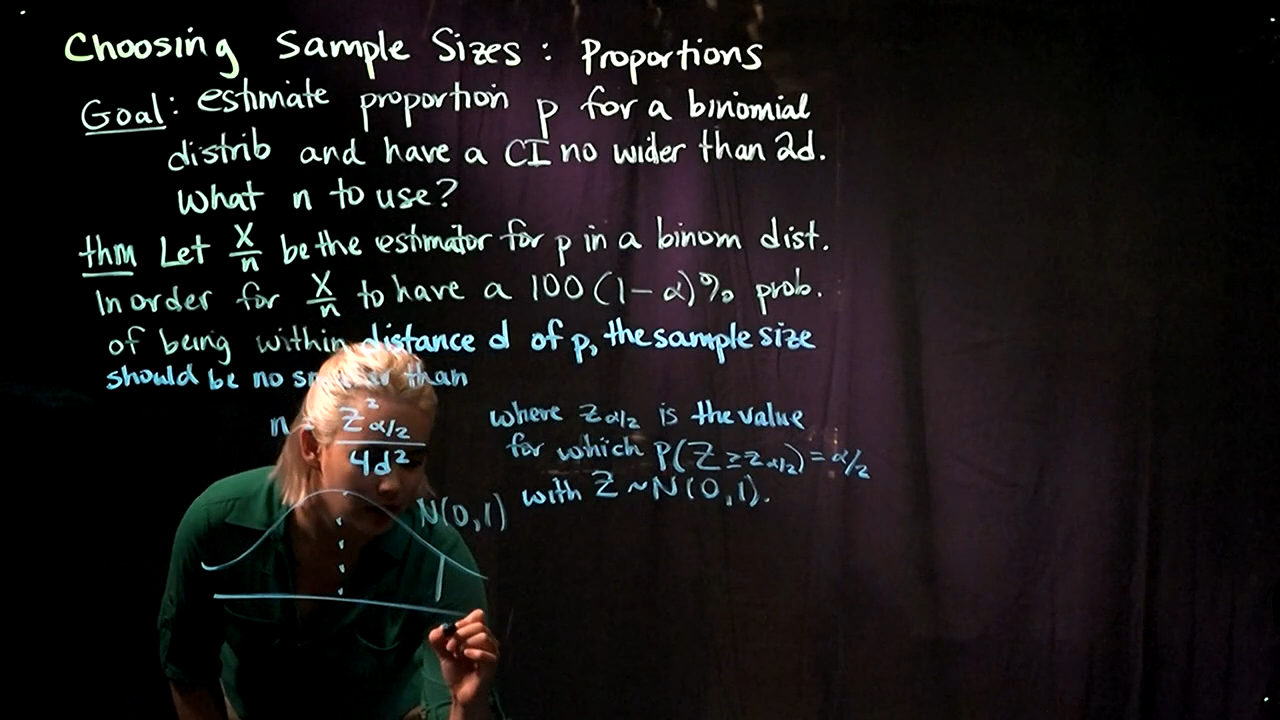 Choosing Sample Sizes: Proportions
Goal: estimate proportion p for a binomial
distrib and have a CI no wider than 2d.
What n to use?
thm Let X/n be the estimator for p in a binom dist.
In order for X/n to have a 100(1-α)% prob.
of being within distance d of p, the sample size
should be no smaller than
n = z²α/2 / 4d²
where zα/2 is the value
for which P(Z ≥ zα/2) = α/2
with Z ~ N(0,1).
N(0,1)